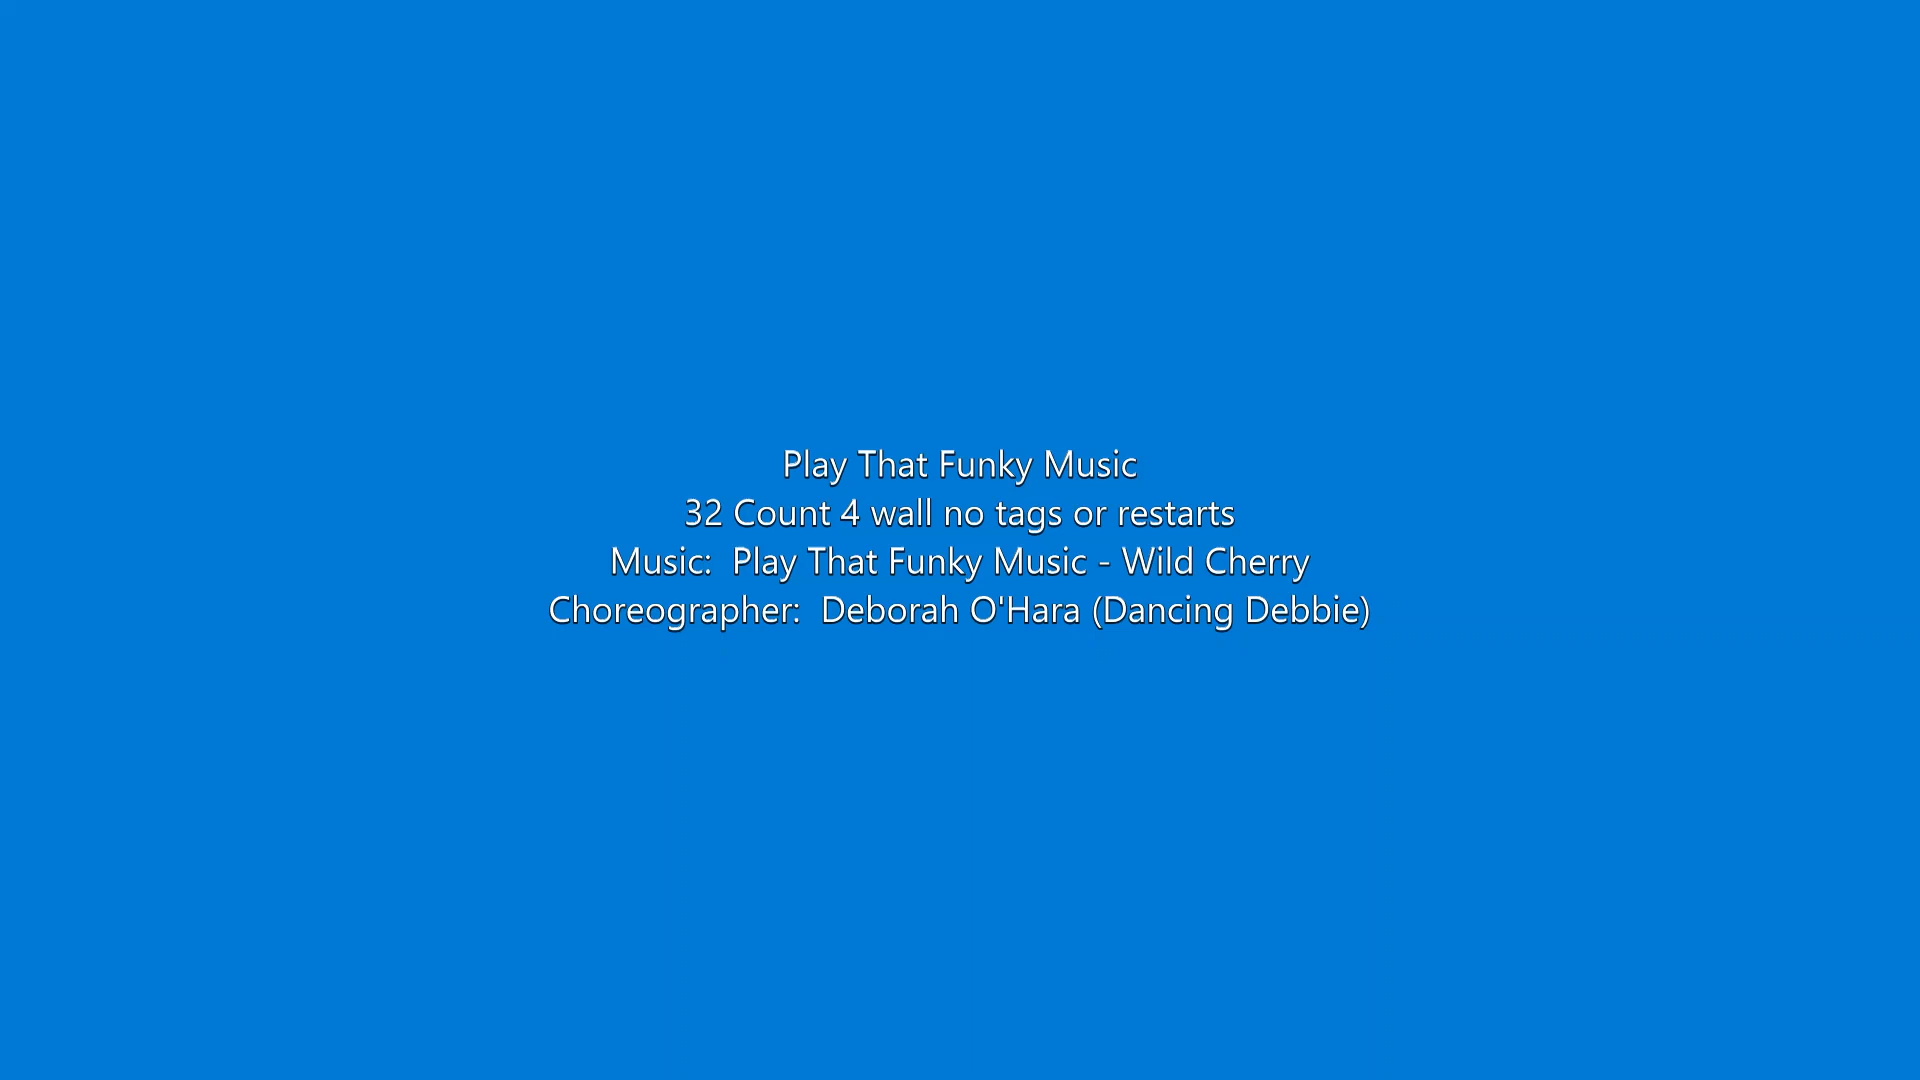 Play That Funky Music
32 Count 4 wall no tags or restarts
Music:  Play That Funky Music - Wild Cherry
Choreographer:  Deborah O'Hara (Dancing Debbie)